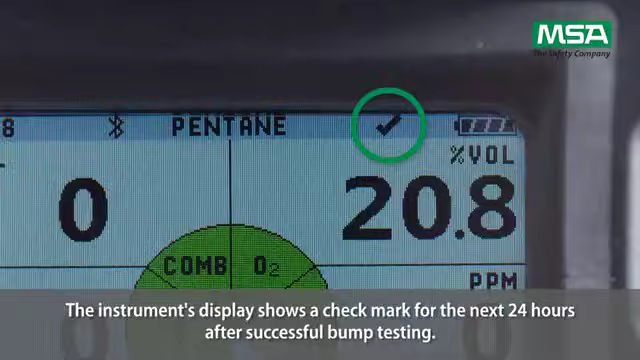 MSA
The Safety Company
8 PENTANE
%VOL
0 20.8
COMB O2
PPM
The instrument's display shows a check mark for the next 24 hours
after successful bump testing.